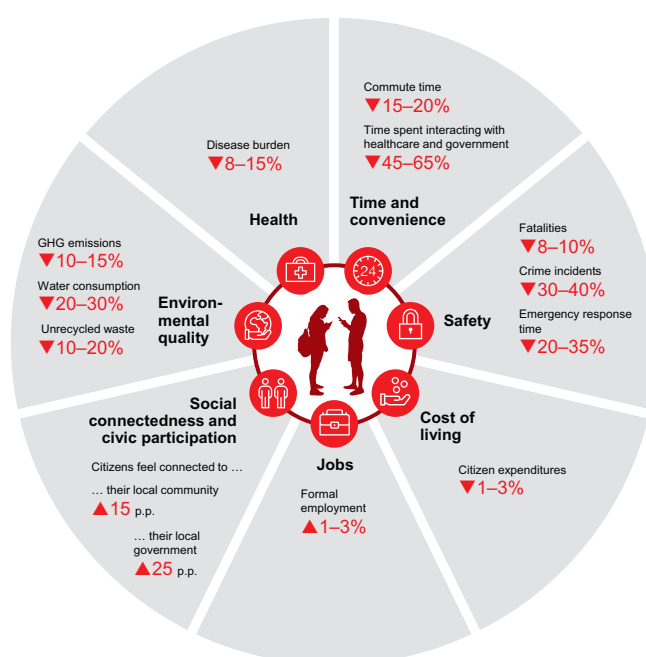 Commute time
▼15–20%
Time spent interacting with
healthcare and government
▼45–65%
Time and
convenience
Fatalities
▼8–10%
Crime incidents
▼30–40%
Emergency response
time
▼20–35%
Safety
Cost of
living
Citizen expenditures
▼1–3%
Jobs
Formal
employment
▲1–3%
Social
connectedness and
civic participation
Citizens feel connected to …
… their local community
▲15 p.p.
… their local
government
▲25 p.p.
GHG emissions
▼10–15%
Water consumption
▼20–30%
Unrecycled waste
▼10–20%
Environ-
mental
quality
Disease burden
▼8–15%
Health
24